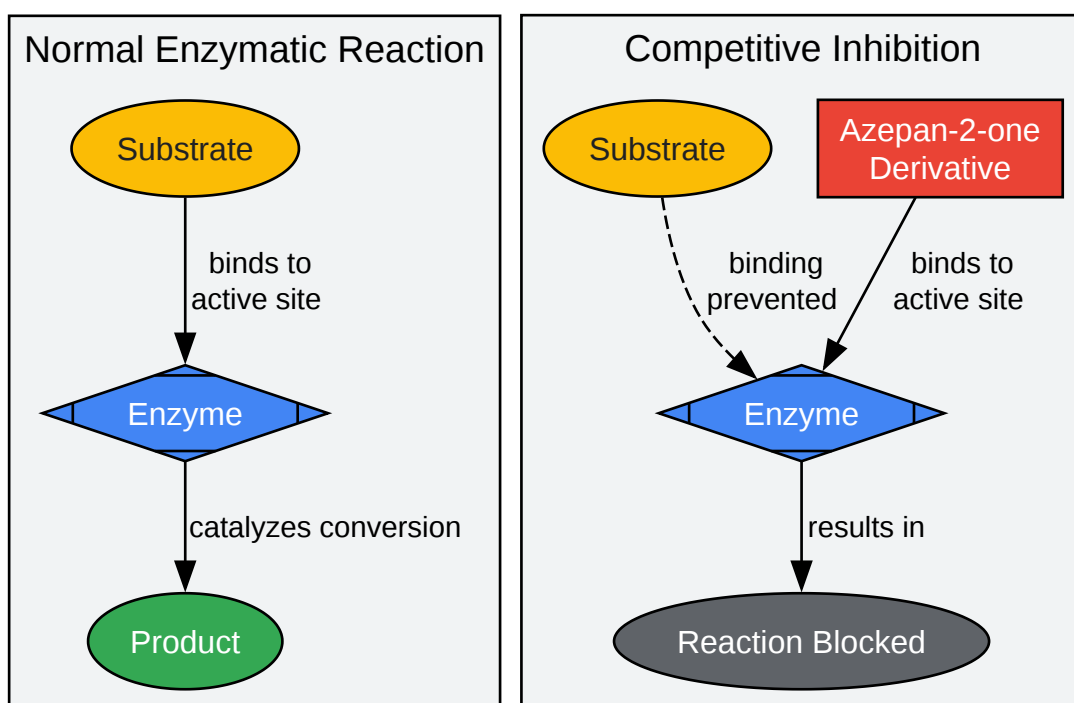 Normal Enzymatic Reaction
Substrate
binds to
active site
Enzyme
catalyzes conversion
Product
Competitive Inhibition
Substrate
Azepan-2-one
Derivative
binding
prevented
binds to
active site
Enzyme
results in
Reaction Blocked